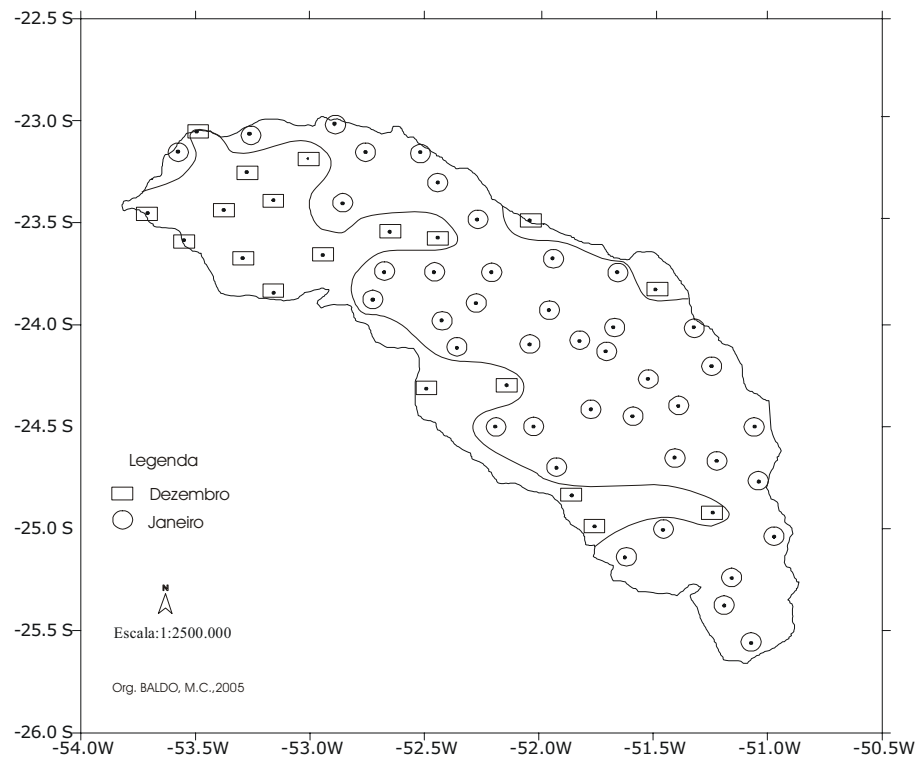 -22.5 S
-23.0 S
-23.5 S
-24.0 S
-24.5 S
Legenda
Dezembro
Janeiro
-25.0 S
N
Escala:1:2500.000
-25.5 S
Org. BALDO, M.C.,2005
-26.0 S
-54.0W -53.5W -53.0W -52.5W -52.0W -51.5W -51.0W -50.5W